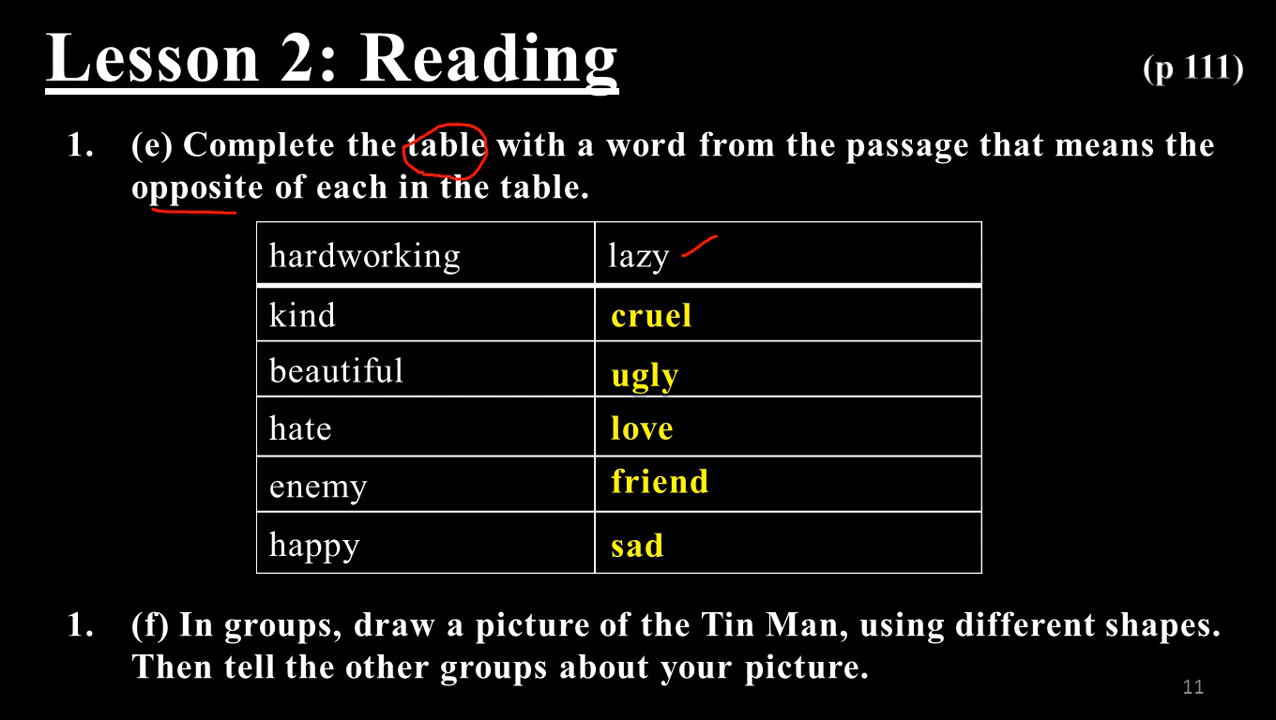 Lesson 2: Reading
(p 111)
1. (e) Complete the table with a word from the passage that means the
opposite of each in the table.
hardworking lazy
kind cruel
beautiful ugly
hate love
enemy friend
happy sad
1. (f) In groups, draw a picture of the Tin Man, using different shapes.
Then tell the other groups about your picture.
11